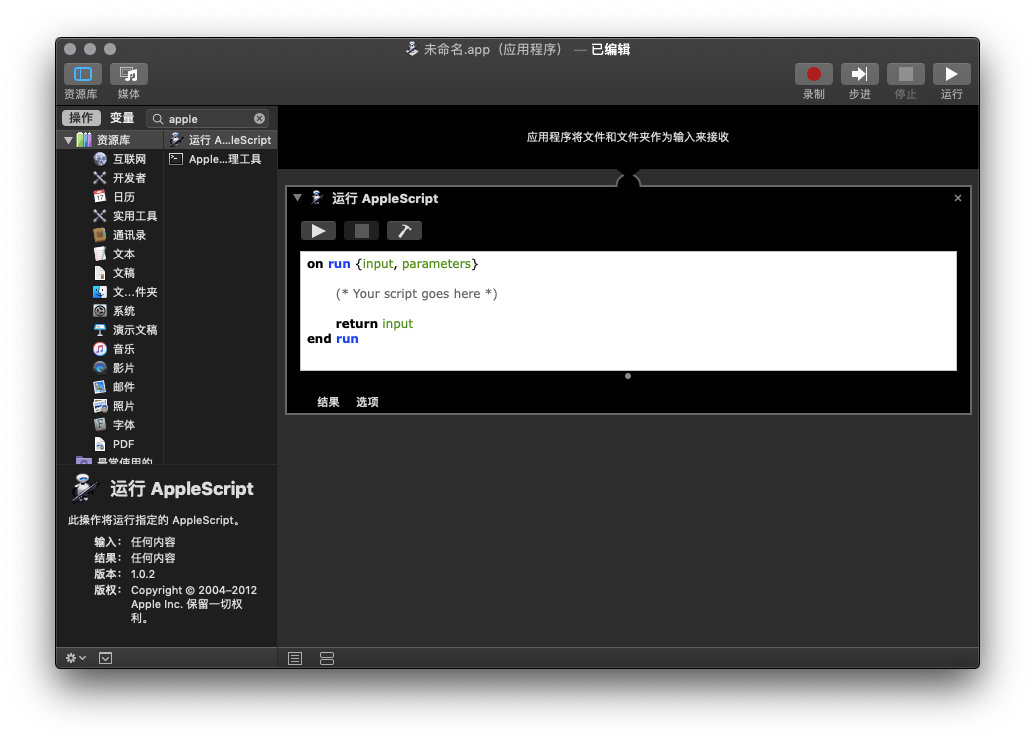 未命名.app（应用程序） — 已编辑
资源库
媒体
录制
步进
停止
运行
操作
变量
apple
资源库
互联网
开发者
日历
实用工具
通讯录
文本
文稿
文…件夹
系统
演示文稿
音乐
影片
邮件
照片
字体
PDF
最常使用的
运行 A...leScript
Apple...理工具
应用程序将文件和文件夹作为输入来接收
运行 AppleScript
on run {input, parameters}
(* Your script goes here *)
return input
end run
结果
选项
运行 AppleScript
此操作将运行指定的 AppleScript。
输入： 任何内容
结果： 任何内容
版本： 1.0.2
版权： Copyright © 2004–2012
Apple Inc. 保留一切权
利。